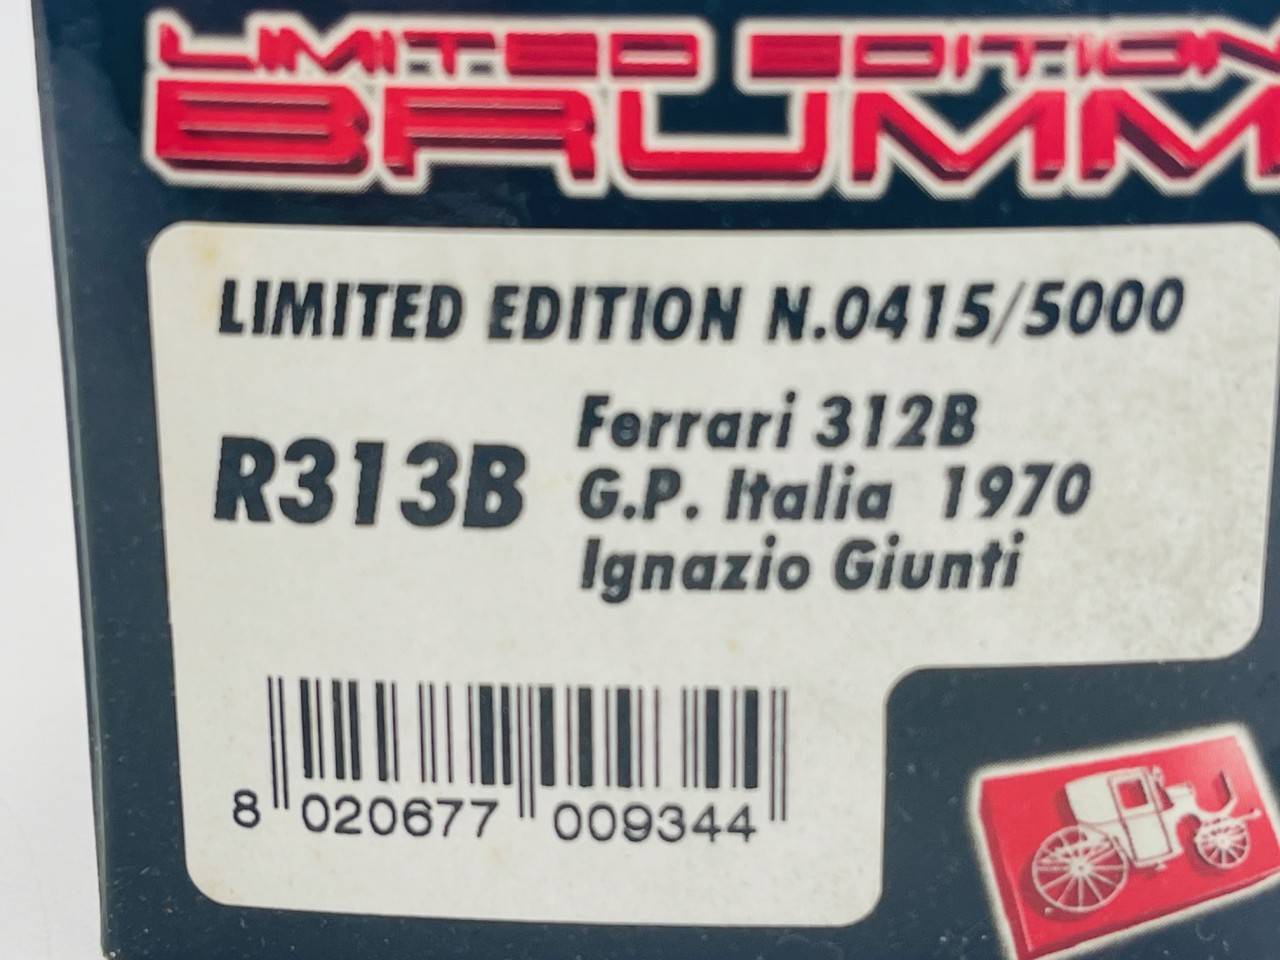 LIMITED EDITION
BRUMM
LIMITED EDITION N.0415/5000
R313B
Ferrari 312B
G.P. Italia 1970
Ignazio Giunti
8 020677 009344